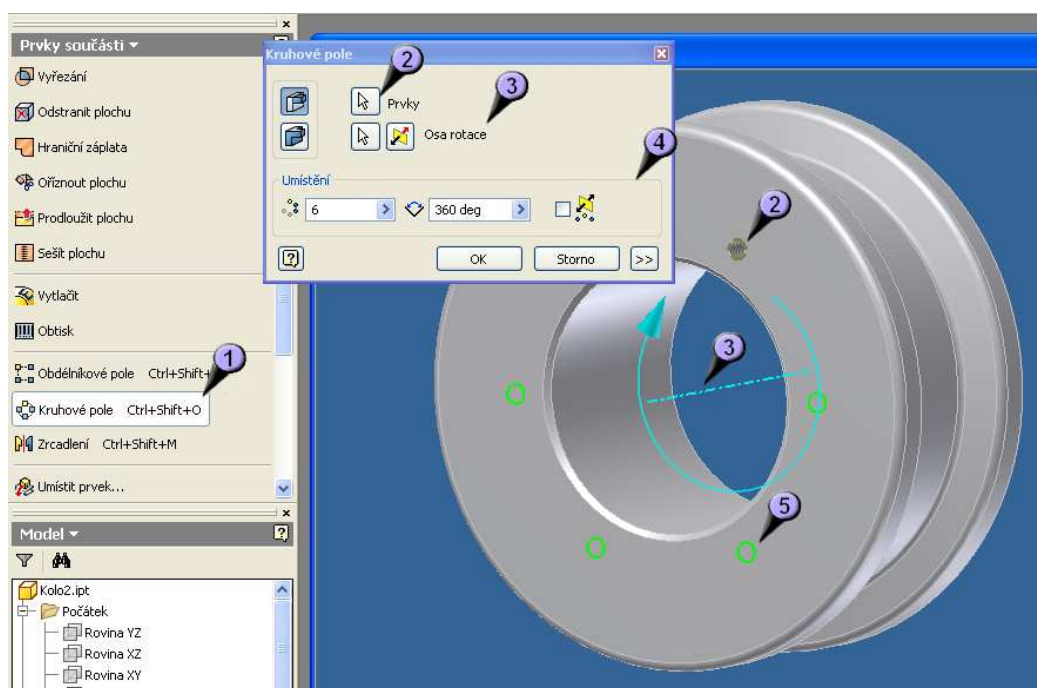 Prvky součásti
Vyřezání
Odstranit plochu
Hraniční záplata
Oříznout plochu
Prodloužit plochu
Sešít plochu
Vytlačit
Obtisk
Obdélníkové pole Ctrl+Shift+
Kruhové pole Ctrl+Shift+O
Zrcadlení Ctrl+Shift+M
Umístit prvek...
1
Model
Kolo2.ipt
Počátek
Rovina YZ
Rovina XZ
Rovina XY
Kruhové pole
2
3
Prvky
Osa rotace
4
Umístění
6
360 deg
OK
Storno
>>
2
3
5